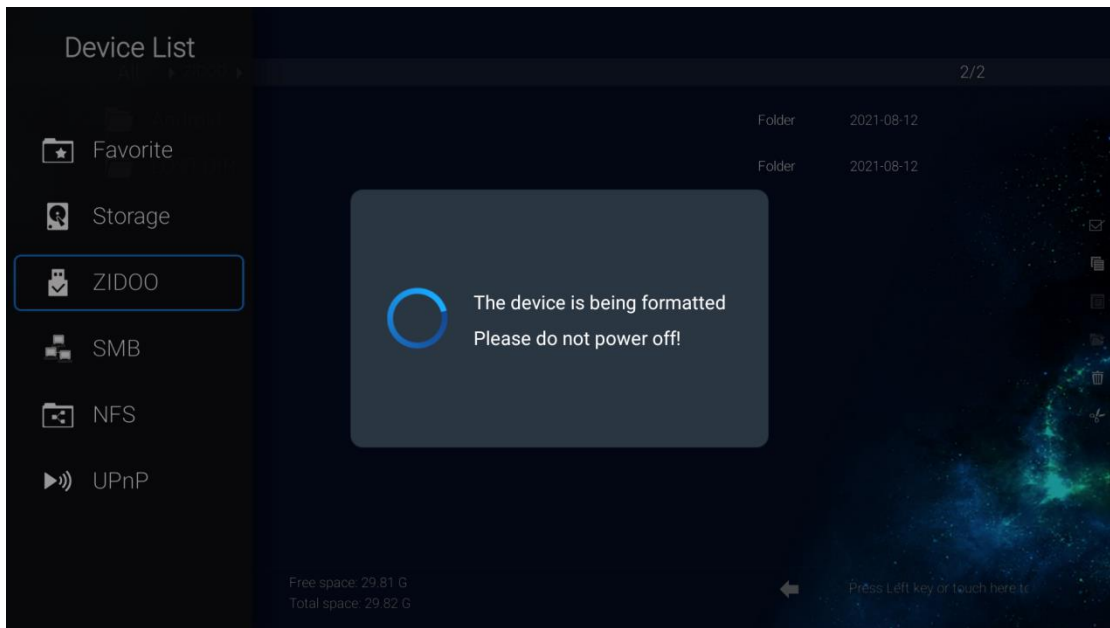 Device List
2/2
Folder 2021-08-12
Favorite
Folder 2021-08-12
Storage
ZIDOO
The device is being formatted
Please do not power off!
SMB
NFS
UPnP
Free space: 29.81 G
Total space: 29.82 G
Press Left key or touch here